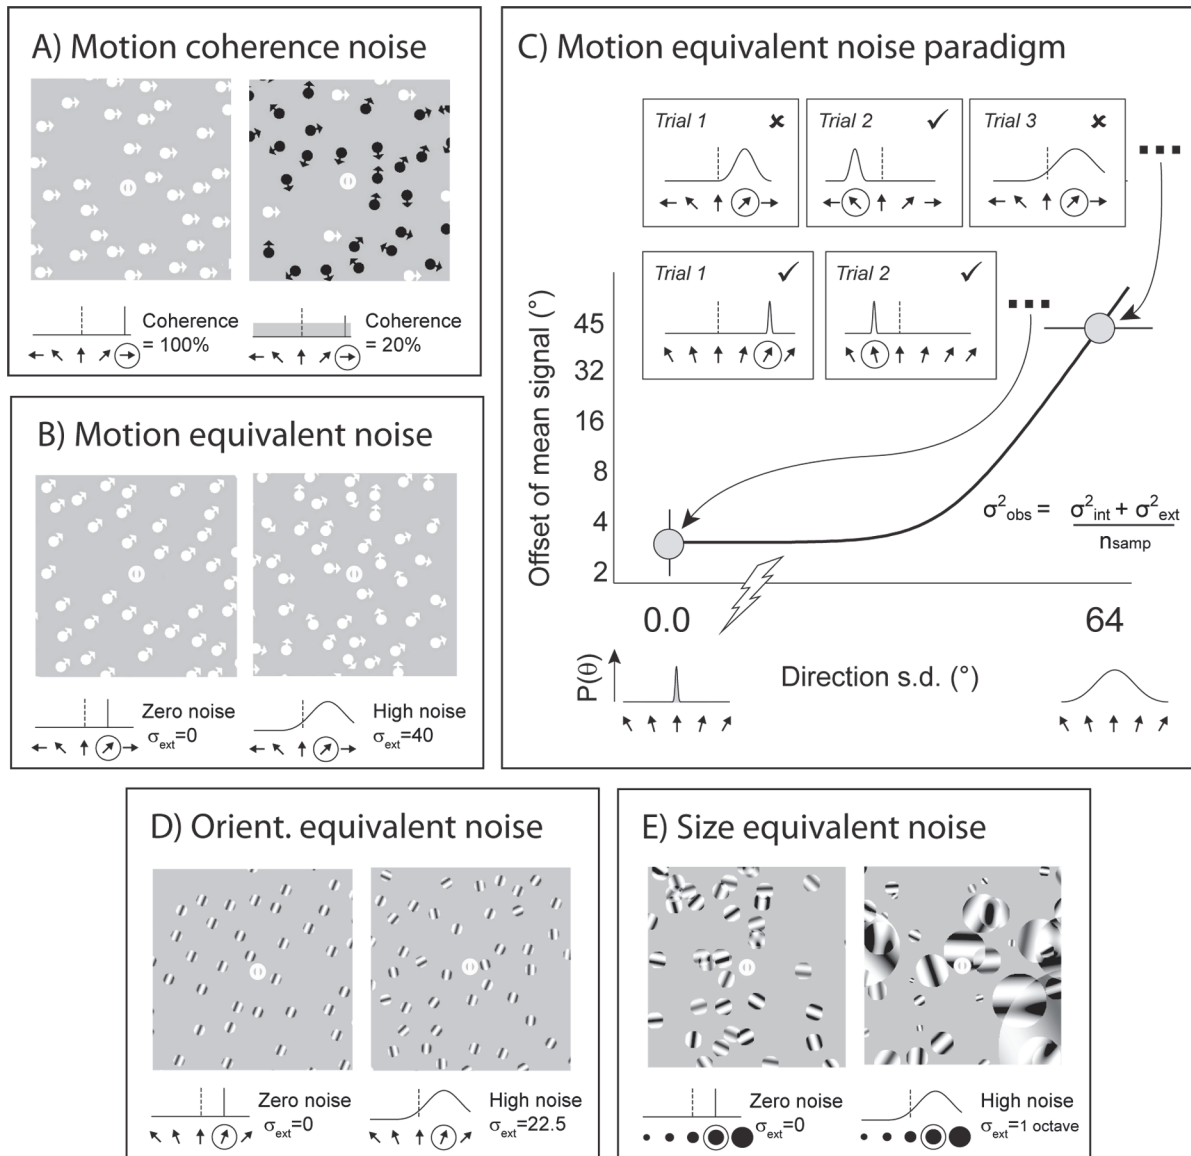 A) Motion coherence noise
Coherence
= 100%
Coherence
= 20%
B) Motion equivalent noise
Zero noise
σext=0
High noise
σext=40
C) Motion equivalent noise paradigm
Trial 1 ✘
Trial 2 ✓
Trial 3 ✘
Trial 1 ✓
Trial 2 ✓
Offset of mean signal (°)
45
32
16
8
4
2
σ²obs = σ²int + σ²ext
nsamp
0.0
64
P(θ)
Direction s.d. (°)
D) Orient. equivalent noise
Zero noise
σext=0
High noise
σext=22.5
E) Size equivalent noise
Zero noise
σext=0
High noise
σext=1 octave